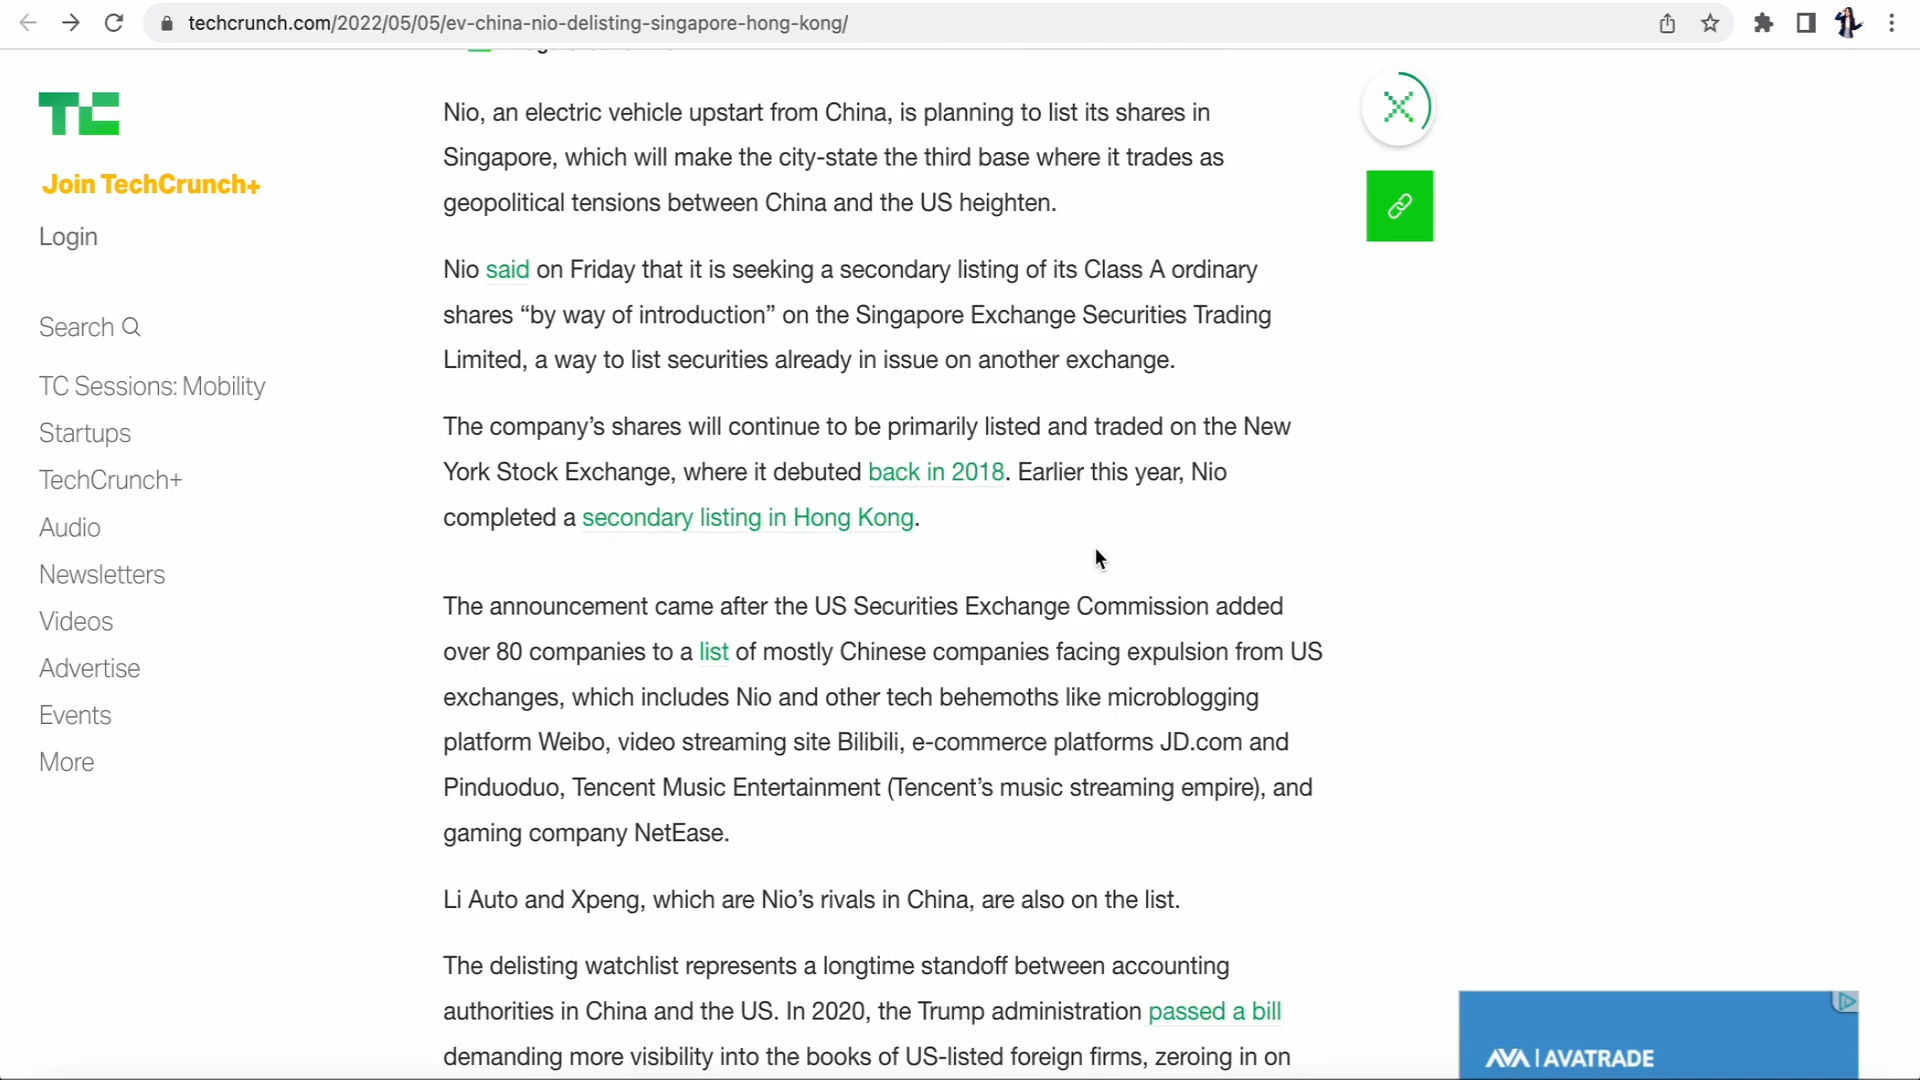 techcrunch.com/2022/05/05/ev-china-nio-delisting-singapore-hong-kong/
TC
Join TechCrunch+
Login
Search
TC Sessions: Mobility
Startups
TechCrunch+
Audio
Newsletters
Videos
Advertise
Events
More
Nio, an electric vehicle upstart from China, is planning to list its shares in
Singapore, which will make the city-state the third base where it trades as
geopolitical tensions between China and the US heighten.
Nio said on Friday that it is seeking a secondary listing of its Class A ordinary
shares “by way of introduction” on the Singapore Exchange Securities Trading
Limited, a way to list securities already in issue on another exchange.
The company’s shares will continue to be primarily listed and traded on the New
York Stock Exchange, where it debuted back in 2018. Earlier this year, Nio
completed a secondary listing in Hong Kong.
The announcement came after the US Securities Exchange Commission added
over 80 companies to a list of mostly Chinese companies facing expulsion from US
exchanges, which includes Nio and other tech behemoths like microblogging
platform Weibo, video streaming site Bilibili, e-commerce platforms JD.com and
Pinduoduo, Tencent Music Entertainment (Tencent’s music streaming empire), and
gaming company NetEase.
Li Auto and Xpeng, which are Nio’s rivals in China, are also on the list.
The delisting watchlist represents a longtime standoff between accounting
authorities in China and the US. In 2020, the Trump administration passed a bill
demanding more visibility into the books of US-listed foreign firms, zeroing in on
AVA | AVATRADE